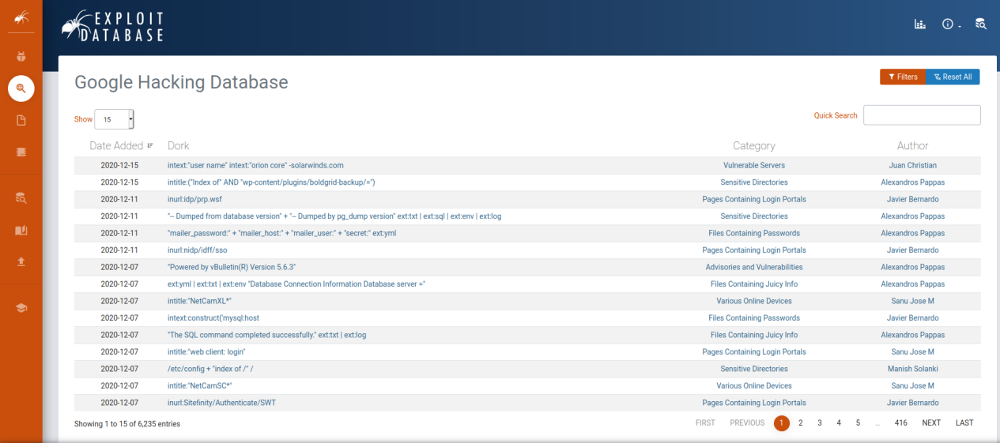 EXPLOIT
DATABASE
Google Hacking Database
Filters Reset All
Show 15 Quick Search
Date Added Dork Category Author
2020-12-15 intext:"user name" intext:"orion core" -solarwinds.com Vulnerable Servers Juan Christian
2020-12-15 intitle:("Index of" AND "wp-content/plugins/boldgrid-backup/=") Sensitive Directories Alexandros Pappas
2020-12-11 inurl:idp/prp.wsf Pages Containing Login Portals Javier Bernardo
2020-12-11 "-- Dumped from database version" + "-- Dumped by pg_dump version" ext:txt | ext:sql | ext:env | ext:log Sensitive Directories Alexandros Pappas
2020-12-11 "mailer_password:" + "mailer_host:" + "mailer_user:" + "secret:" ext:yml Files Containing Passwords Alexandros Pappas
2020-12-11 inurl:nidp/idff/sso Pages Containing Login Portals Javier Bernardo
2020-12-07 "Powered by vBulletin(R) Version 5.6.3" Advisories and Vulnerabilities Alexandros Pappas
2020-12-07 ext:yml | ext:txt | ext:env "Database Connection Information Database server =" Files Containing Juicy Info Alexandros Pappas
2020-12-07 intitle:"NetCamXL*" Various Online Devices Sanu Jose M
2020-12-07 intext:construct('mysql:host Files Containing Passwords Javier Bernardo
2020-12-07 "The SQL command completed successfully." ext:txt | ext:log Files Containing Juicy Info Alexandros Pappas
2020-12-07 intitle:"web client: login" Pages Containing Login Portals Sanu Jose M
2020-12-07 /etc/config + "index of /" / Sensitive Directories Manish Solanki
2020-12-07 intitle:"NetCamSC*" Various Online Devices Sanu Jose M
2020-12-07 inurl:Sitefinity/Authenticate/SWT Pages Containing Login Portals Javier Bernardo
Showing 1 to 15 of 6,235 entries FIRST PREVIOUS 1 2 3 4 5 ... 416 NEXT LAST